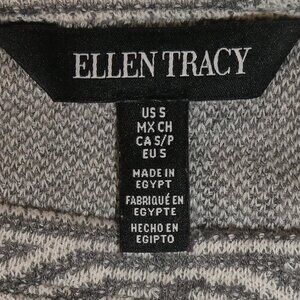 ELLEN TRACY
US S
MX CH
CA S/P
EU S
MADE IN
EGYPT
FABRIQUÉ EN
EGYPTE
HECHO EN
EGIPTO